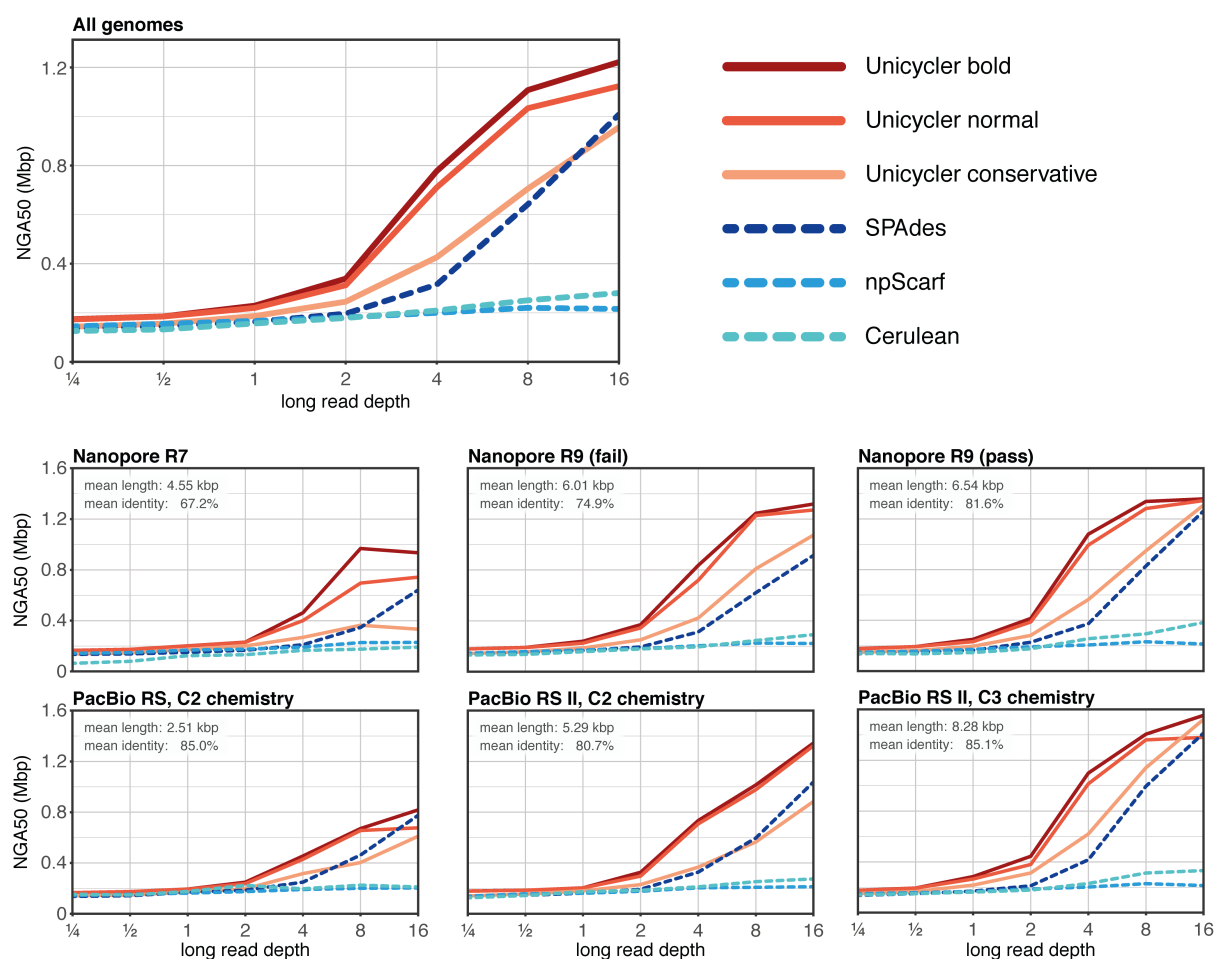 All genomes
1.2
0.8
0.4
0
NGA50 (Mbp)
¼ ½ 1 2 4 8 16
long read depth
Unicycler bold
Unicycler normal
Unicycler conservative
SPAdes
npScarf
Cerulean
Nanopore R7
mean length: 4.55 kbp
mean identity: 67.2%
1.6
1.2
0.8
0.4
0
NGA50 (Mbp)
Nanopore R9 (fail)
mean length: 6.01 kbp
mean identity: 74.9%
Nanopore R9 (pass)
mean length: 6.54 kbp
mean identity: 81.6%
PacBio RS, C2 chemistry
mean length: 2.51 kbp
mean identity: 85.0%
1.6
1.2
0.8
0.4
0
NGA50 (Mbp)
¼ ½ 1 2 4 8 16
long read depth
PacBio RS II, C2 chemistry
mean length: 5.29 kbp
mean identity: 80.7%
¼ ½ 1 2 4 8 16
long read depth
PacBio RS II, C3 chemistry
mean length: 8.28 kbp
mean identity: 85.1%
¼ ½ 1 2 4 8 16
long read depth